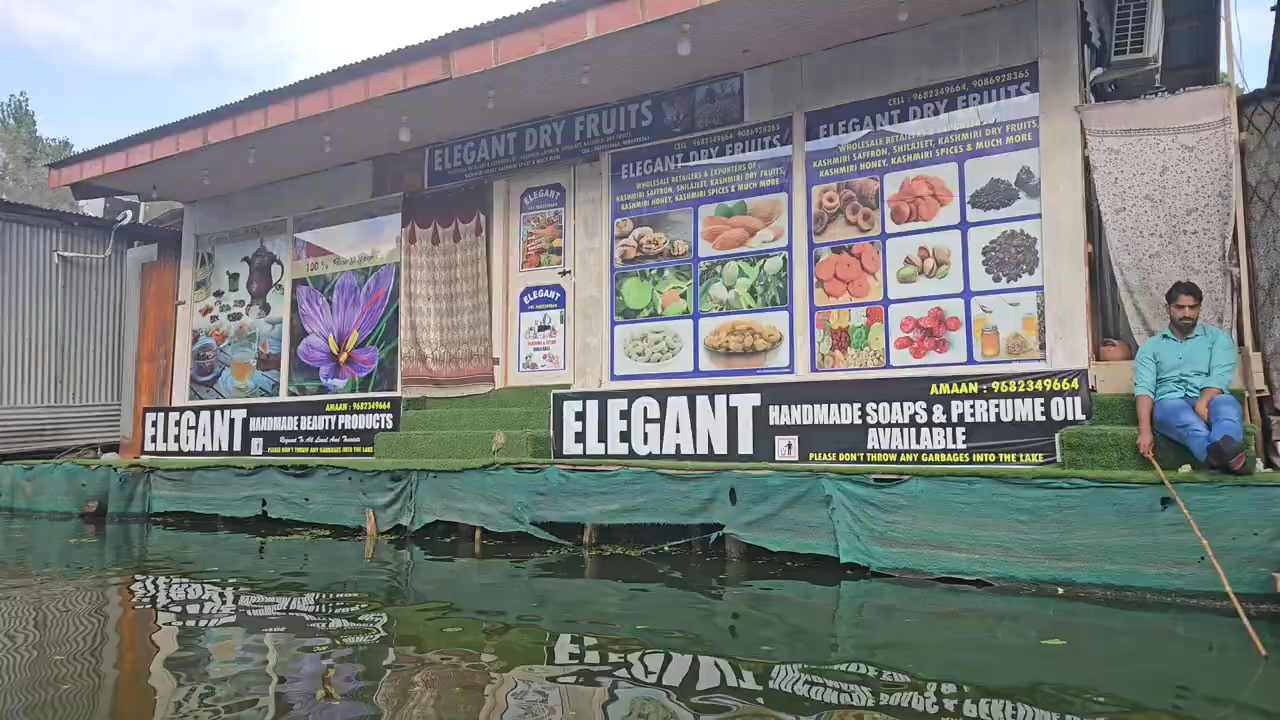 ELEGANT DRY FRUITS
CELL : 9682349664, 9086928365
ELEGANT DRY FRUITS
WHOLESALE RETAILERS & EXPORTERS OF :
KASHMIRI SAFFRON, SHILAJEET, KASHMIRI DRY FRUITS,
KASHMIRI HONEY, KASHMIRI SPICES & MUCH MORE
CELL : 9682349664, 9086928365
ELEGANT DRY FRUITS
WHOLESALE RETAILERS & EXPORTERS OF :
KASHMIRI SAFFRON, SHILAJEET, KASHMIRI DRY FRUITS,
KASHMIRI HONEY, KASHMIRI SPICES & MUCH MORE
100 %
ELEGANT
ELEGANT
AMAAN : 9682349664
ELEGANT HANDMADE BEAUTY PRODUCTS
Request To All Local And Tourists
PLEASE DON'T THROW ANY GARBAGES INTO THE LAKE
AMAAN : 9682349664
ELEGANT HANDMADE SOAPS & PERFUME OIL
AVAILABLE
PLEASE DON'T THROW ANY GARBAGES INTO THE LAKE